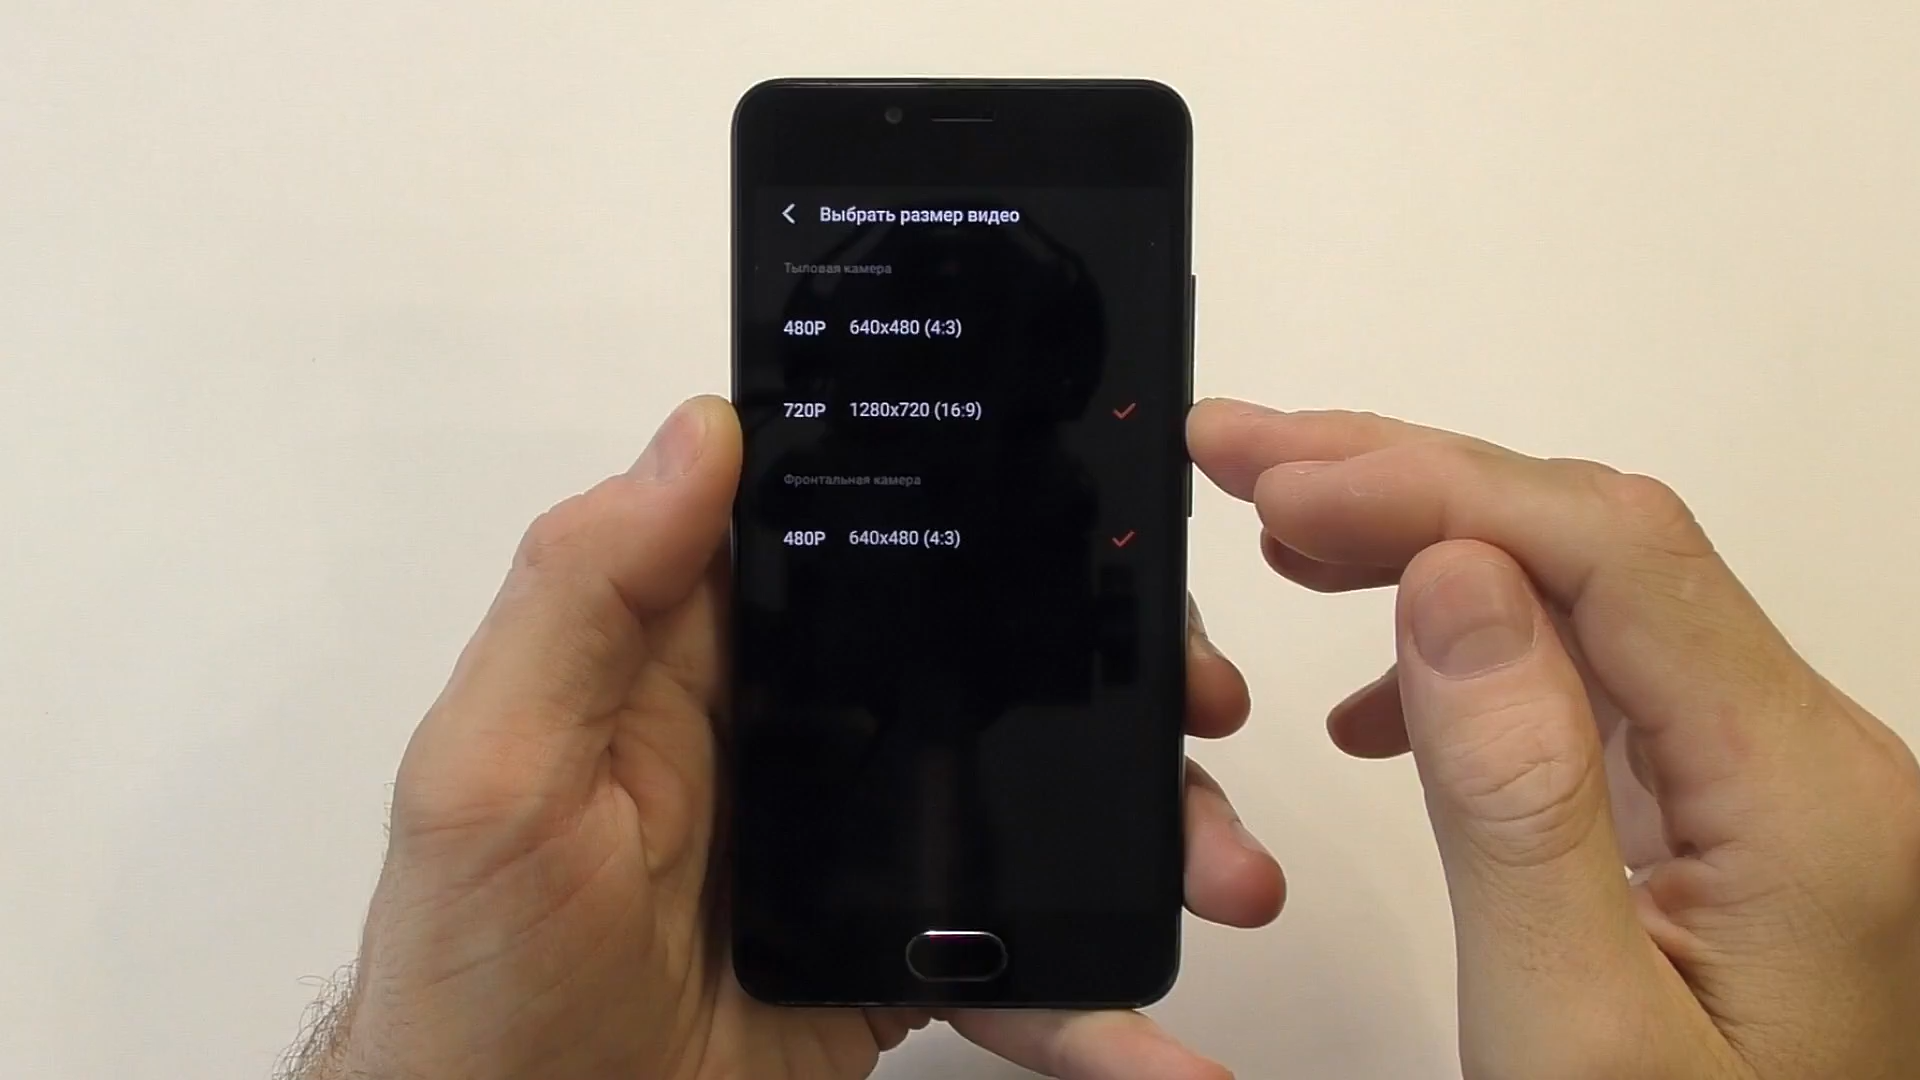 Выбрать размер видео
Тыловая камера
480P 640x480 (4:3)
720P 1280x720 (16:9)
Фронтальная камера
480P 640x480 (4:3)